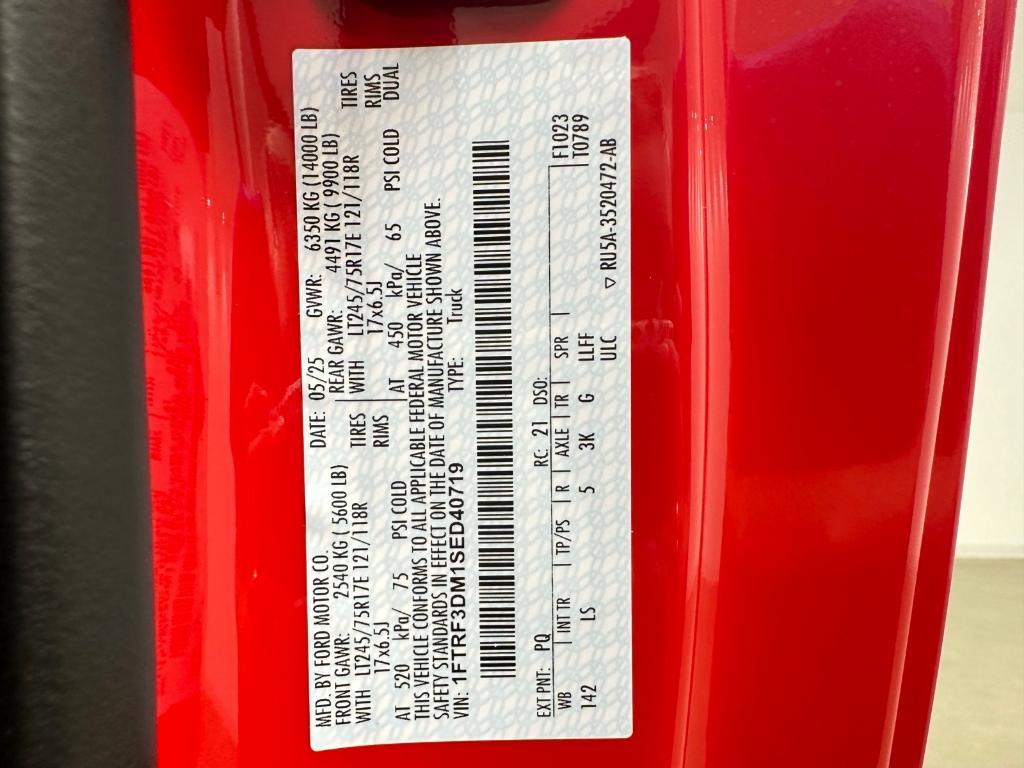 MFD. BY FORD MOTOR CO. DATE: 05/25 GVWR: 6350 KG (14000 LB)
FRONT GAWR: 2540 KG ( 5600 LB) REAR GAWR: 4491 KG ( 9900 LB)
WITH LT245/75R17E 121/118R TIRES WITH LT245/75R17E 121/118R TIRES
17x6.5J RIMS 17x6.5J RIMS
AT 520 kPa/ 75 PSI COLD AT 450 kPa/ 65 PSI COLD DUAL
THIS VEHICLE CONFORMS TO ALL APPLICABLE FEDERAL MOTOR VEHICLE
SAFETY STANDARDS IN EFFECT ON THE DATE OF MANUFACTURE SHOWN ABOVE.
VIN: 1FTRF3DM1SED40719 TYPE: Truck
EXT PNT: PQ RC: 21 DSO: F1023
WB INT TR TP/PS R AXLE TR SPR T0789
142 LS 5 3K G LLFF
ULC ▽ RU5A-3520472-AB